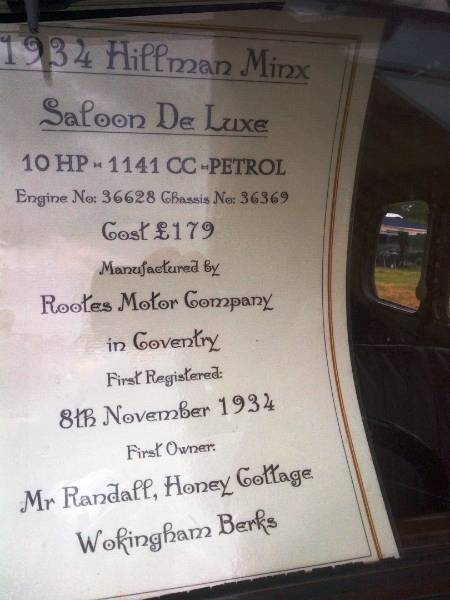 1934 Hillman Minx
Saloon De Luxe
10 HP - 1141 CC - PETROL
Engine No: 36628 Chassis No: 36369
Cost £179
Manufactured by
Rootes Motor Company
in Coventry
First Registered:
8th November 1934
First Owner:
Mr Randall, Honey Cottage
Wokingham Berks